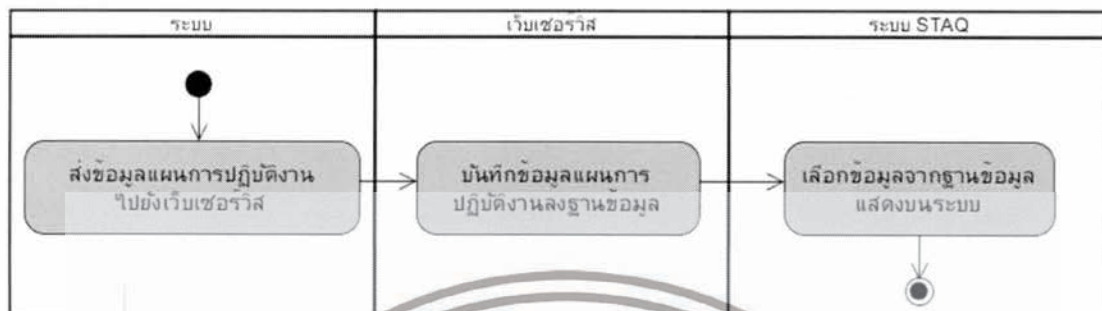 ระบบ
เว็บเซอร์วิส
ระบบ STAQ
ส่งข้อมูลแผนการปฏิบัติงาน
ไปยังเว็บเซอร์วิส
บันทึกข้อมูลแผนการ
ปฏิบัติงานลงฐานข้อมูล
เลือกข้อมูลจากฐานข้อมูล
แสดงบนระบบ